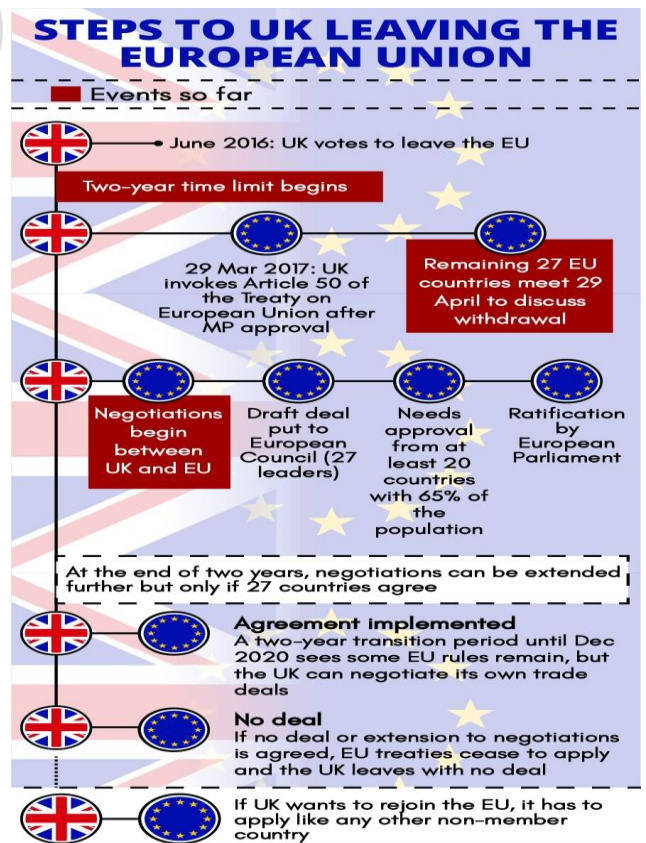 STEPS TO UK LEAVING THE
EUROPEAN UNION
Events so far
June 2016: UK votes to leave the EU
Two-year time limit begins
29 Mar 2017: UK
invokes Article 50 of
the Treaty on
European Union after
MP approval
Remaining 27 EU
countries meet 29
April to discuss
withdrawal
Negotiations
begin
between
UK and EU
Draft deal
put to
European
Council (27
leaders)
Needs
approval
from at
least 20
countries
with 65% of
the
population
Ratification
by
European
Parliament
At the end of two years, negotiations can be extended
further but only if 27 countries agree
Agreement implemented
A two-year transition period until Dec
2020 sees some EU rules remain, but
the UK can negotiate its own trade
deals
No deal
If no deal or extension to negotiations
is agreed, EU treaties cease to apply
and the UK leaves with no deal
If UK wants to rejoin the EU, it has to
apply like any other non-member
country